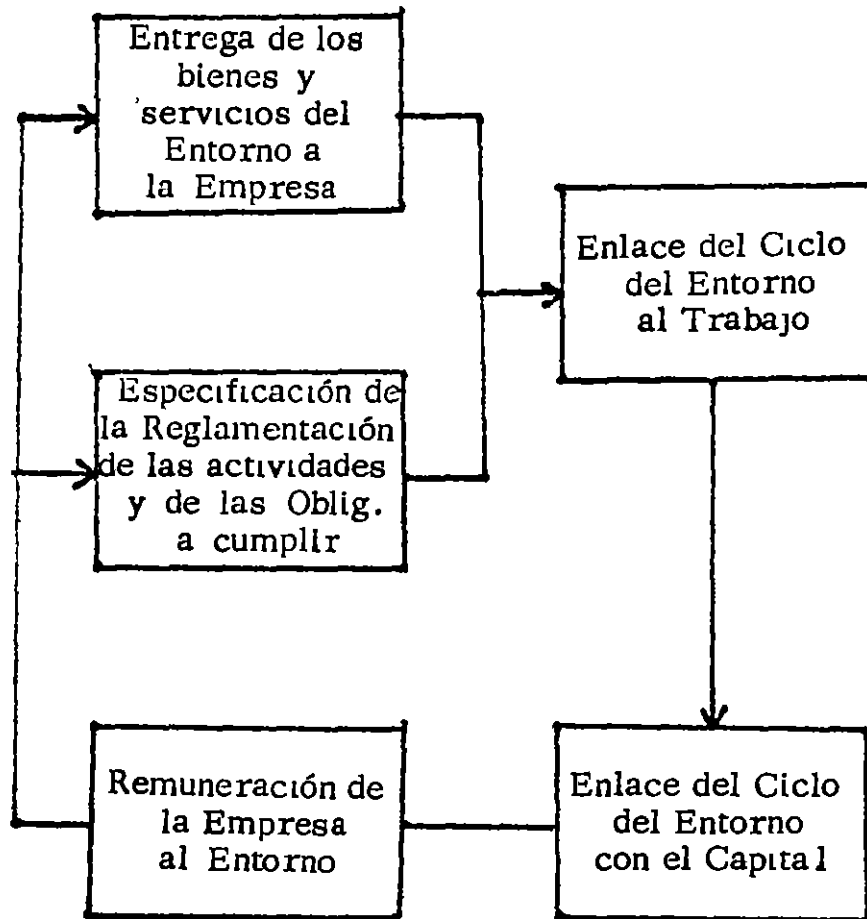 Entrega de los
bienes y
servicios del
Entorno a
la Empresa
Enlace del Ciclo
del Entorno
al Trabajo
Especificación de
la Reglamentación
de las actividades
y de las Oblig.
a cumplir
Remuneración de
la Empresa
al Entorno
Enlace del Ciclo
del Entorno
con el Capital